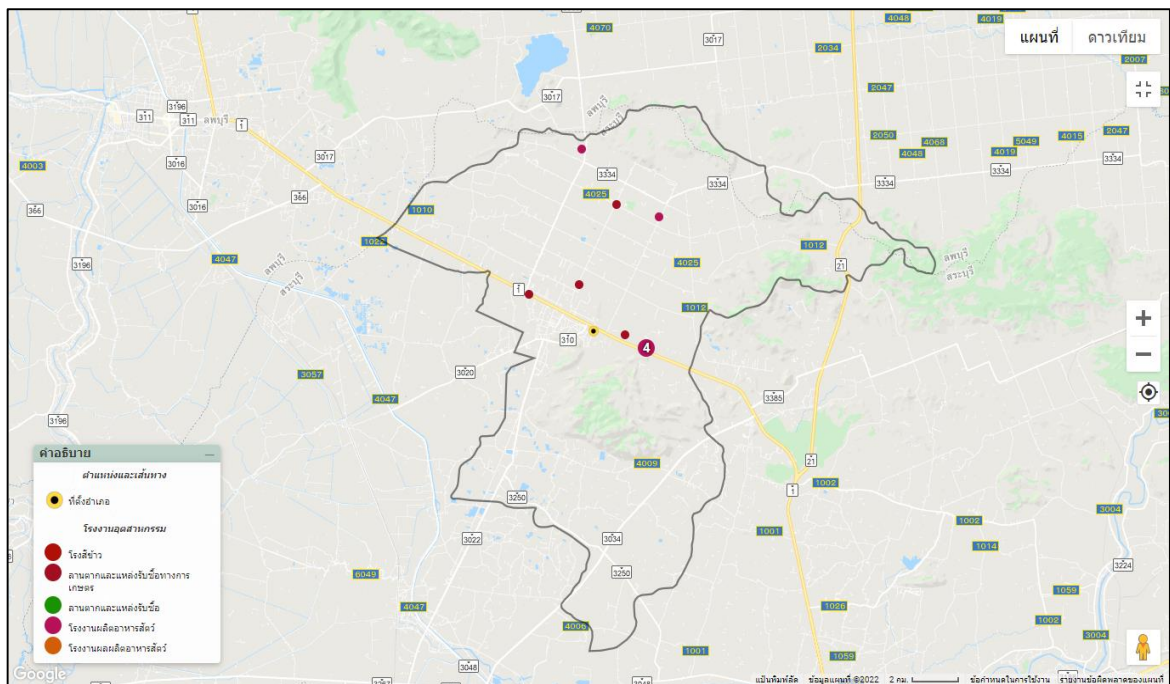 4070
4048
4019
3017
2034
แผนที่
ดาวเทียม
2007
2047
3196
311
311
ลพบุรี
1
3017
ลพบุรี
สระบุรี
2050
4068
5049
4015
2047
4048
4019
3016
3017
4003
3334
3334
3334
3334
3016
366
4025
366
1010
1022
1012
ลพบุรี
สระบุรี
3196
4047
ลพบุรี
สระบุรี
4025
21
1
1012
310
4
3057
3020
4047
3385
3196
4009
21
1002
1
3250
3004
1001
1002
3022
3034
1014
3224
6049
3250
1059
4047
1026
1002
4006
3004
3048
1001
1059
คำอธิบาย
ตำแหน่งและเส้นทาง
ที่ตั้งอำเภอ
โรงงานอุตสาหกรรม
โรงสีข้าว
ลานตากและแหล่งรับซื้อทางการ
เกษตร
ลานตากและแหล่งรับซื้อ
โรงงานผลิตอาหารสัตว์
โรงงานผลผลิตอาหารสัตว์
Google
แป้นพิมพ์ลัด
ข้อมูลแผนที่ ©2022
2 กม.
ข้อกำหนดในการใช้งาน
รายงานข้อผิดพลาดของแผนที่